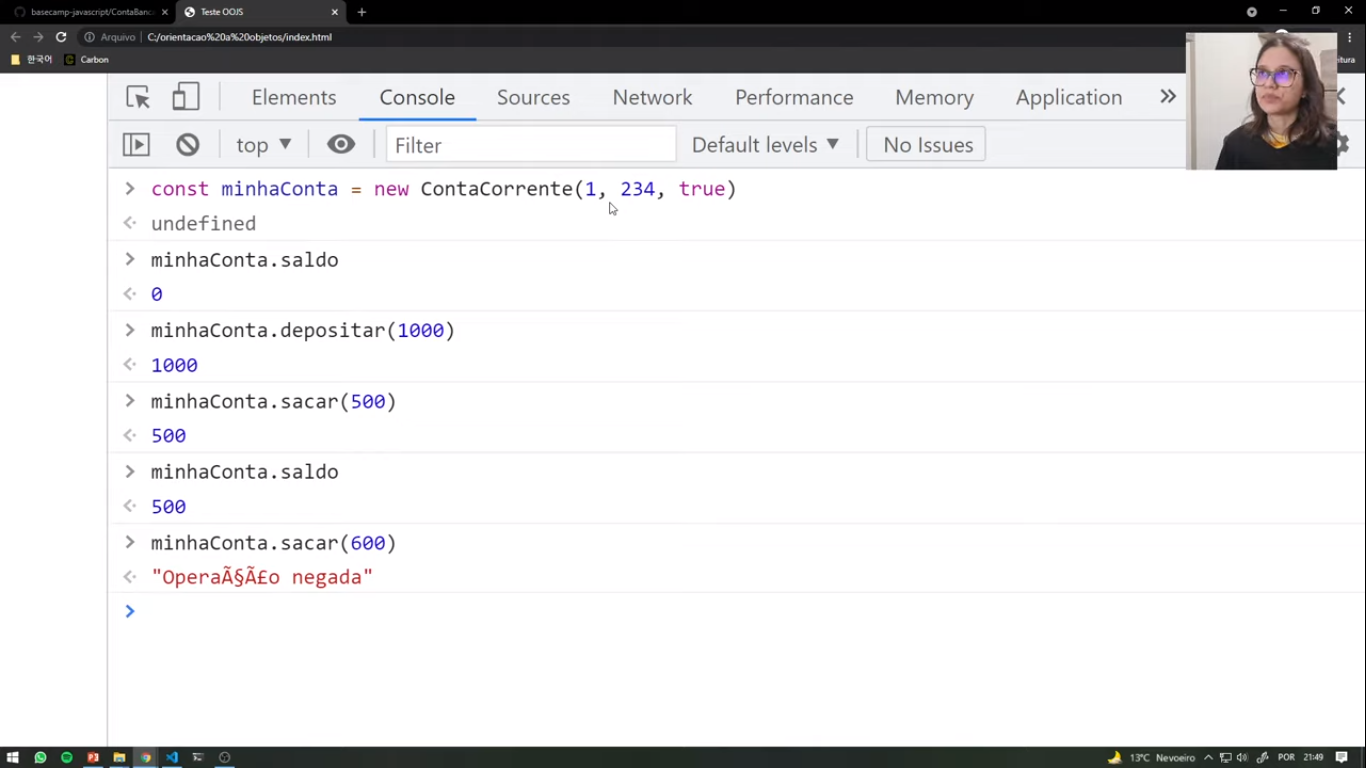 basecamp-javascript/ContaBanc
Teste OOJS
Arquivo C:/orientacao%20a%20objetos/index.html
한국어 Carbon
Elements Console Sources Network Performance Memory Application
top Filter Default levels No Issues
const minhaConta = new ContaCorrente(1, 234, true)
undefined
minhaConta.saldo
0
minhaConta.depositar(1000)
1000
minhaConta.sacar(500)
500
minhaConta.saldo
500
minhaConta.sacar(600)
"OperaÃ§Ã£o negada"
13°C Nevoeiro POR 21:49